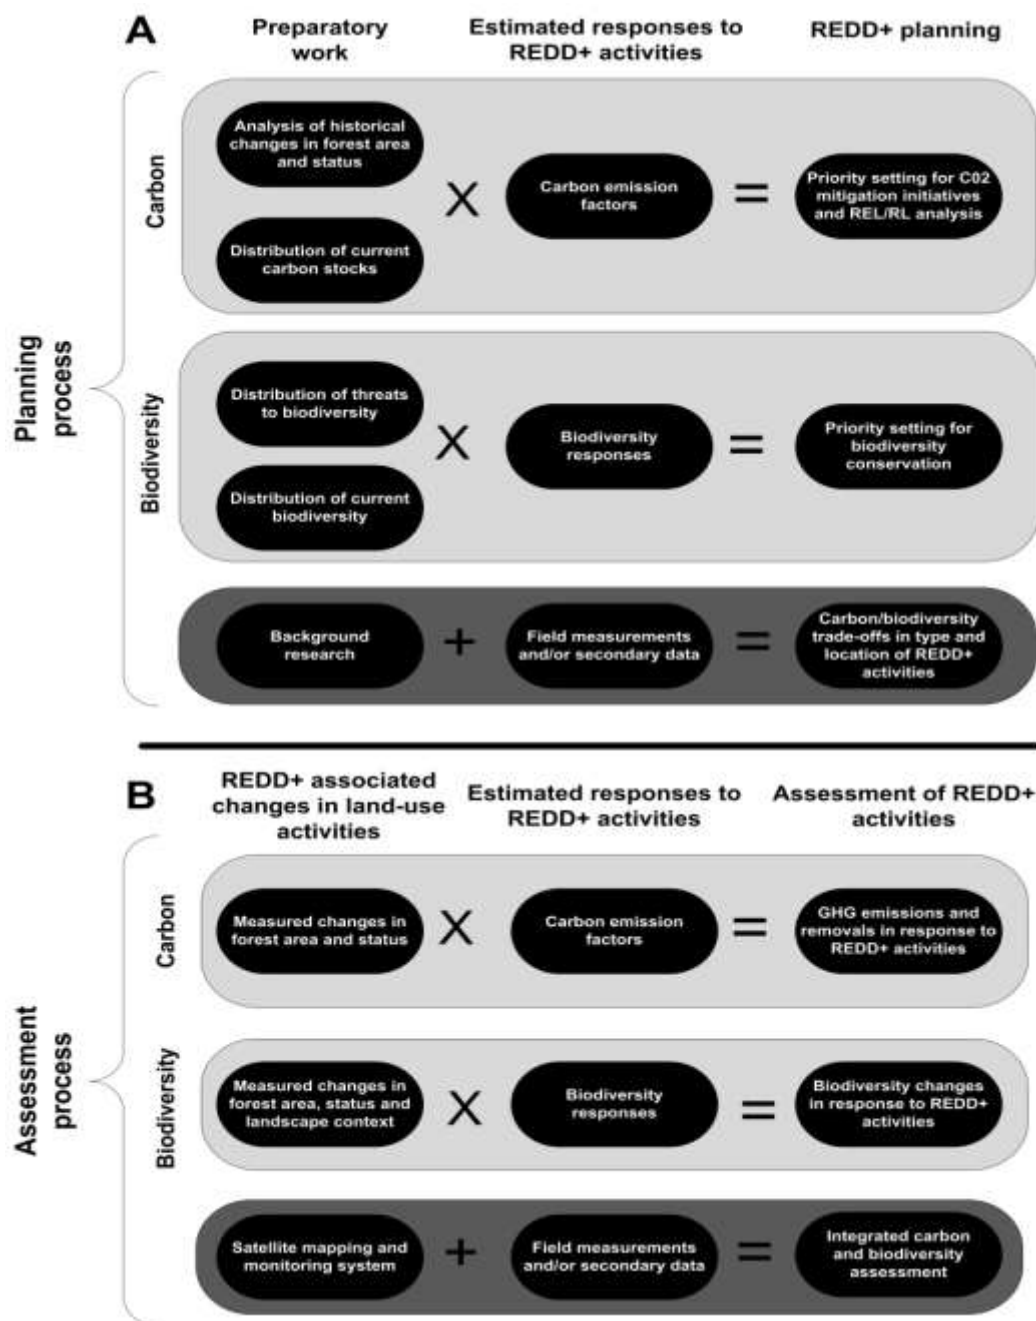 A
Preparatory
work
Estimated responses to
REDD+ activities
REDD+ planning
Planning
process
Carbon
Analysis of historical
changes in forest area
and status
Distribution of current
carbon stocks
X
Carbon emission
factors
=
Priority setting for C02
mitigation initiatives
and REL/RL analysis
Biodiversity
Distribution of threats
to biodiversity
Distribution of current
biodiversity
X
Biodiversity
responses
=
Priority setting for
biodiversity
conservation
Background
research
+
Field measurements
and/or secondary data
=
Carbon/biodiversity
trade-offs in type and
location of REDD+
activities
B
REDD+ associated
changes in land-use
activities
Estimated responses to
REDD+ activities
Assessment of REDD+
activities
Assessment
process
Carbon
Measured changes in
forest area and status
X
Carbon emission
factors
=
GHG emissions and
removals in response to
REDD+ activities
Biodiversity
Measured changes in
forest area, status and
landscape context
X
Biodiversity
responses
=
Biodiversity changes
in response to REDD+
activities
Satellite mapping and
monitoring system
+
Field measurements
and/or secondary data
=
Integrated carbon
and biodiversity
assessment